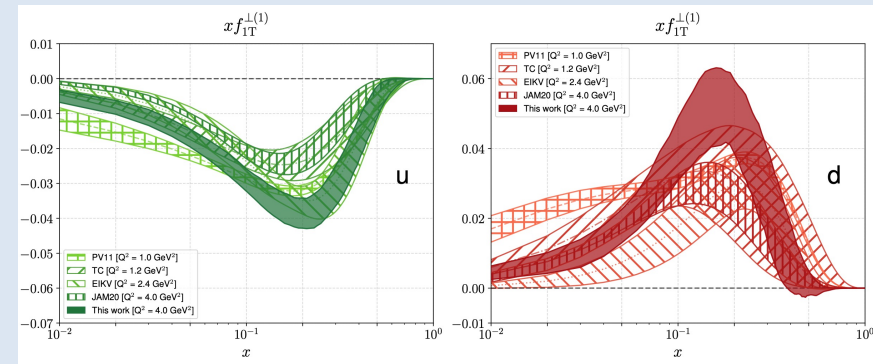 xf_{1T}^{⊥(1)}
0.01
0.00
−0.01
−0.02
−0.03
−0.04
−0.05
−0.06
−0.07
u
PV11 [Q² = 1.0 GeV²]
TC [Q² = 1.2 GeV²]
EIKV [Q² = 2.4 GeV²]
JAM20 [Q² = 4.0 GeV²]
This work [Q² = 4.0 GeV²]
10⁻² 10⁻¹ 10⁰
x
xf_{1T}^{⊥(1)}
PV11 [Q² = 1.0 GeV²]
TC [Q² = 1.2 GeV²]
EIKV [Q² = 2.4 GeV²]
JAM20 [Q² = 4.0 GeV²]
This work [Q² = 4.0 GeV²]
0.06
0.04
0.02
0.00
−0.01
d
10⁻² 10⁻¹ 10⁰
x